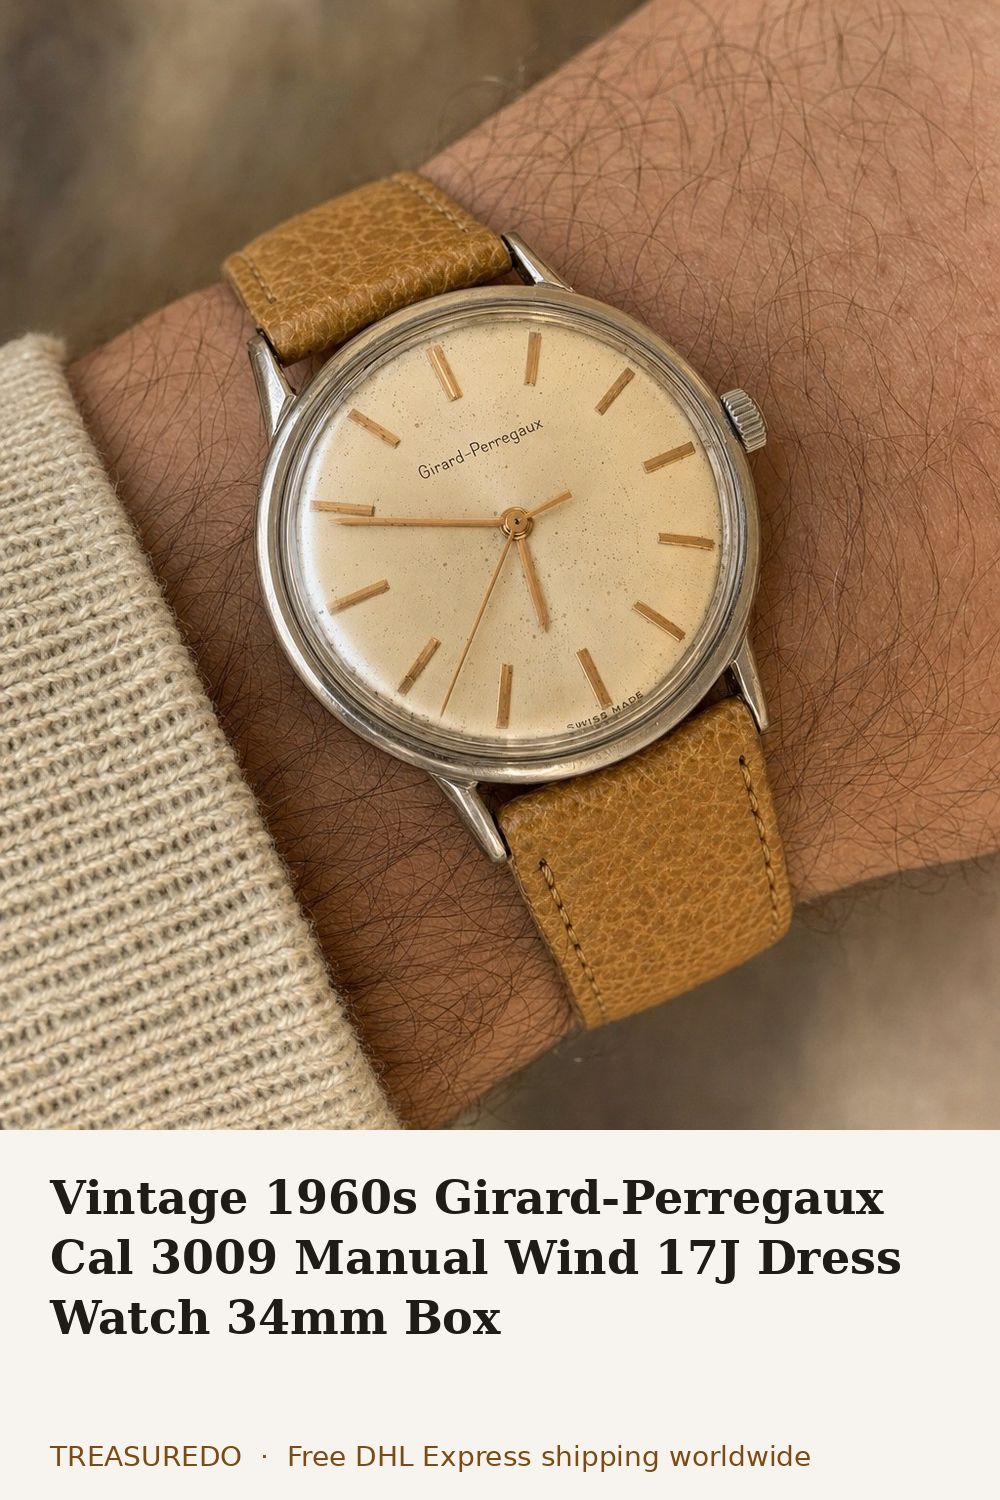 Girard-Perregaux
SWISS MADE
Vintage 1960s Girard-Perregaux
Cal 3009 Manual Wind 17J Dress
Watch 34mm Box
TREASUREDO · Free DHL Express shipping worldwide